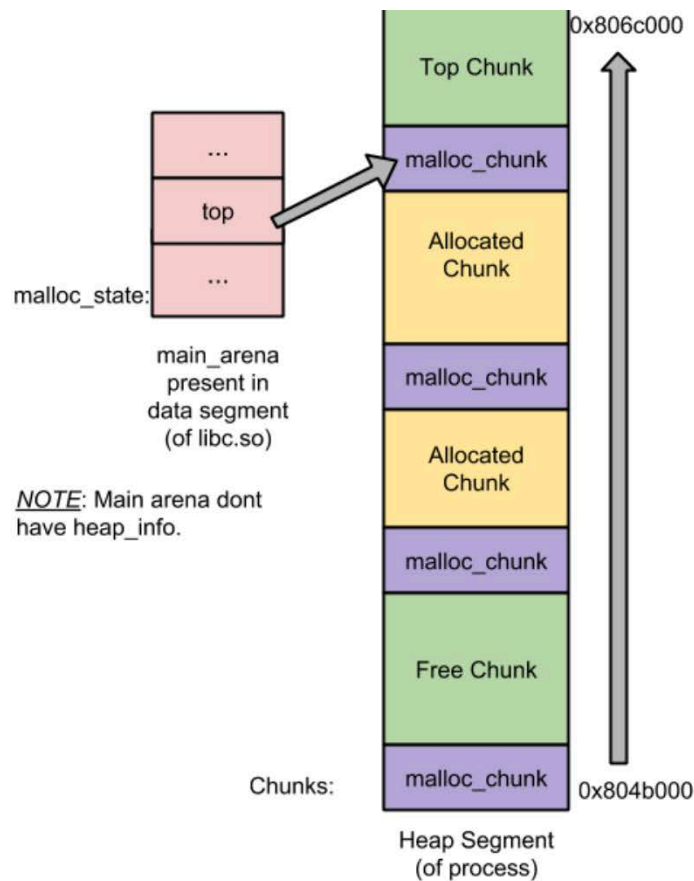 0x806c000
Top Chunk
...
malloc_chunk
top
Allocated
Chunk
...
malloc_state:
main_arena
present in
data segment
(of libc.so)
malloc_chunk
Allocated
Chunk
NOTE: Main arena dont
have heap_info.
malloc_chunk
Free Chunk
Chunks:
malloc_chunk
0x804b000
Heap Segment
(of process)